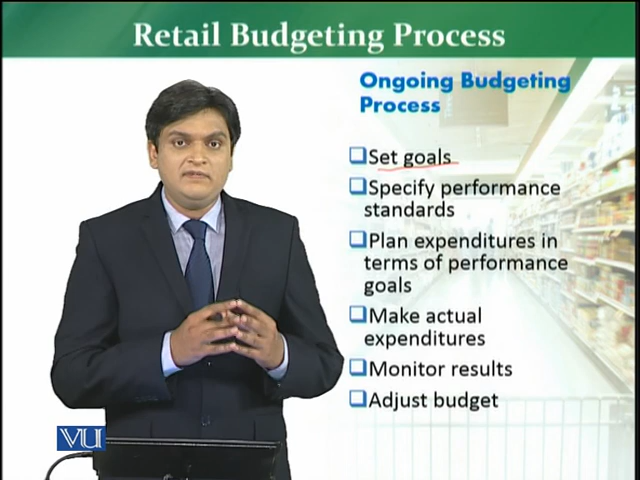 Retail Budgeting Process
Ongoing Budgeting
Process
Set goals
Specify performance
standards
Plan expenditures in
terms of performance
goals
Make actual
expenditures
Monitor results
Adjust budget
VU